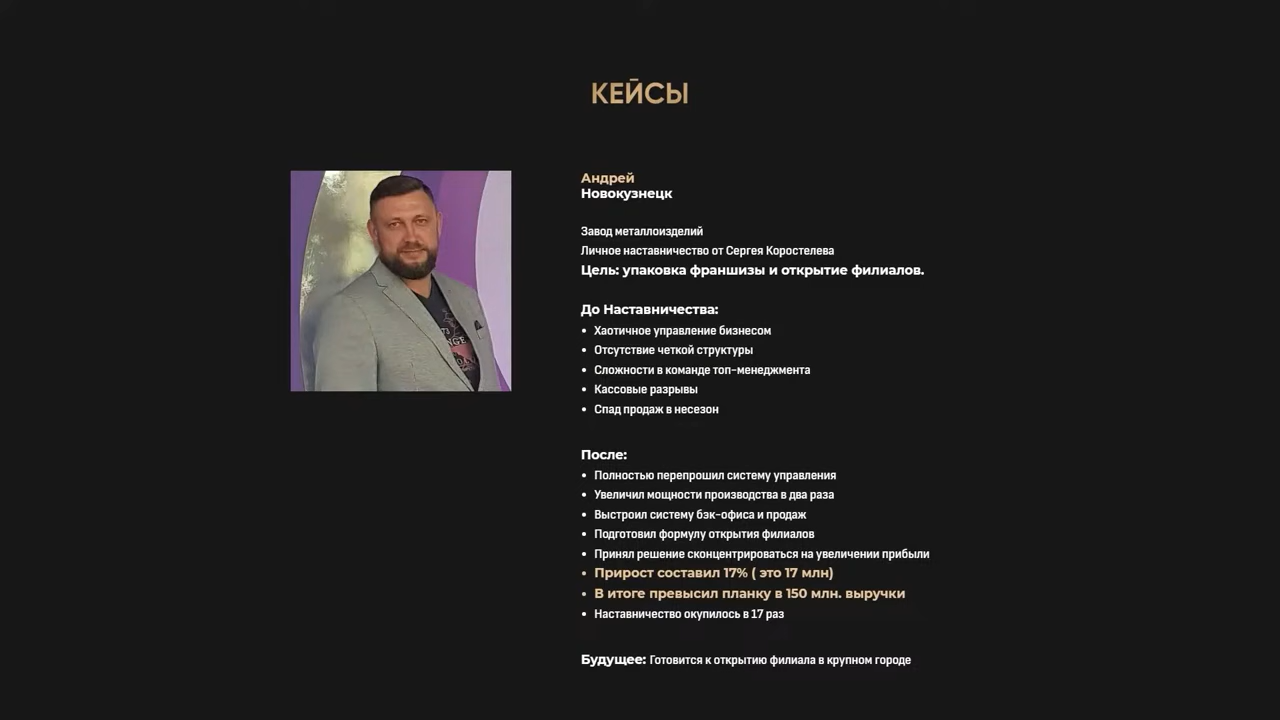 КЕЙСЫ
Андрей
Новокузнецк
Завод металлоизделий
Личное наставничество от Сергея Коростелева
Цель: упаковка франшизы и открытие филиалов.
До Наставничества:
• Хаотичное управление бизнесом
• Отсутствие четкой структуры
• Сложности в команде топ-менеджмента
• Кассовые разрывы
• Спад продаж в несезон
После:
• Полностью перепрошил систему управления
• Увеличил мощности производства в два раза
• Выстроил систему бэк-офиса и продаж
• Подготовил формулу открытия филиалов
• Принял решение сконцентрироваться на увеличении прибыли
• Прирост составил 17% ( это 17 млн)
• В итоге превысил планку в 150 млн. выручки
• Наставничество окупилось в 17 раз
Будущее: Готовится к открытию филиала в крупном городе